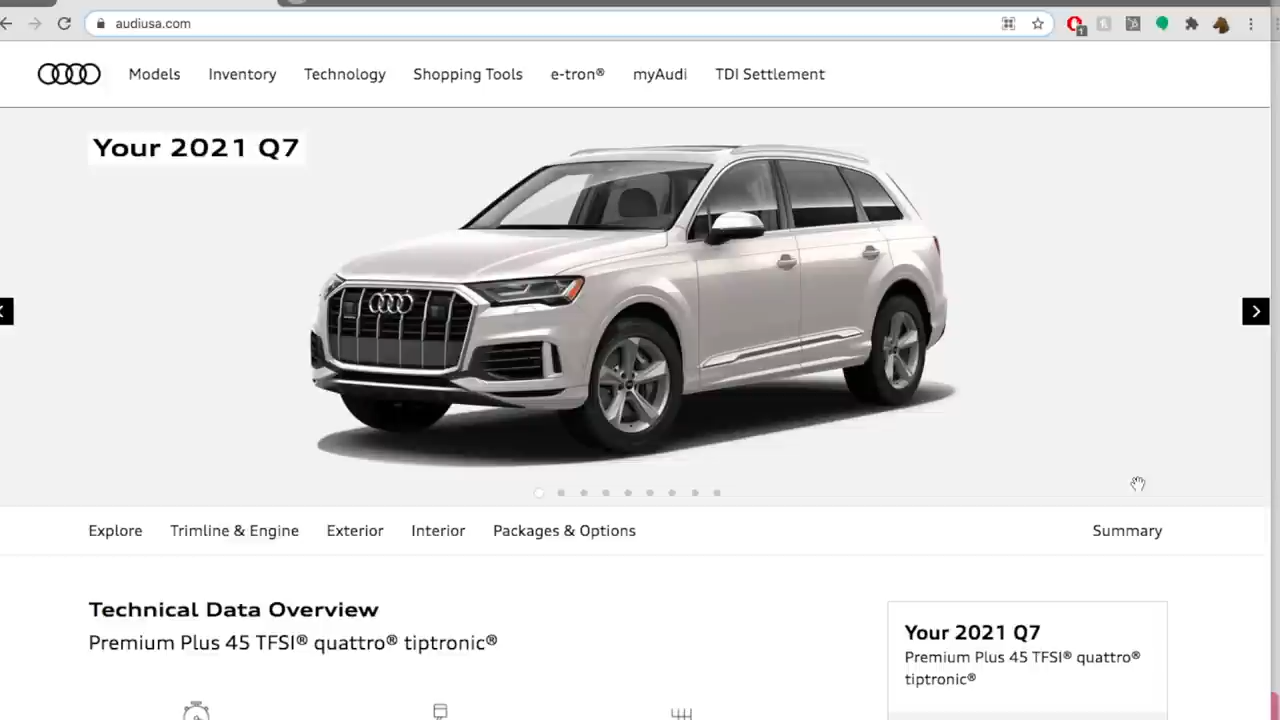 audiusa.com
1
Models Inventory Technology Shopping Tools e-tron® myAudi TDI Settlement
Your 2021 Q7
Explore Trimline & Engine Exterior Interior Packages & Options Summary
Technical Data Overview
Premium Plus 45 TFSI® quattro® tiptronic®
Your 2021 Q7
Premium Plus 45 TFSI® quattro®
tiptronic®